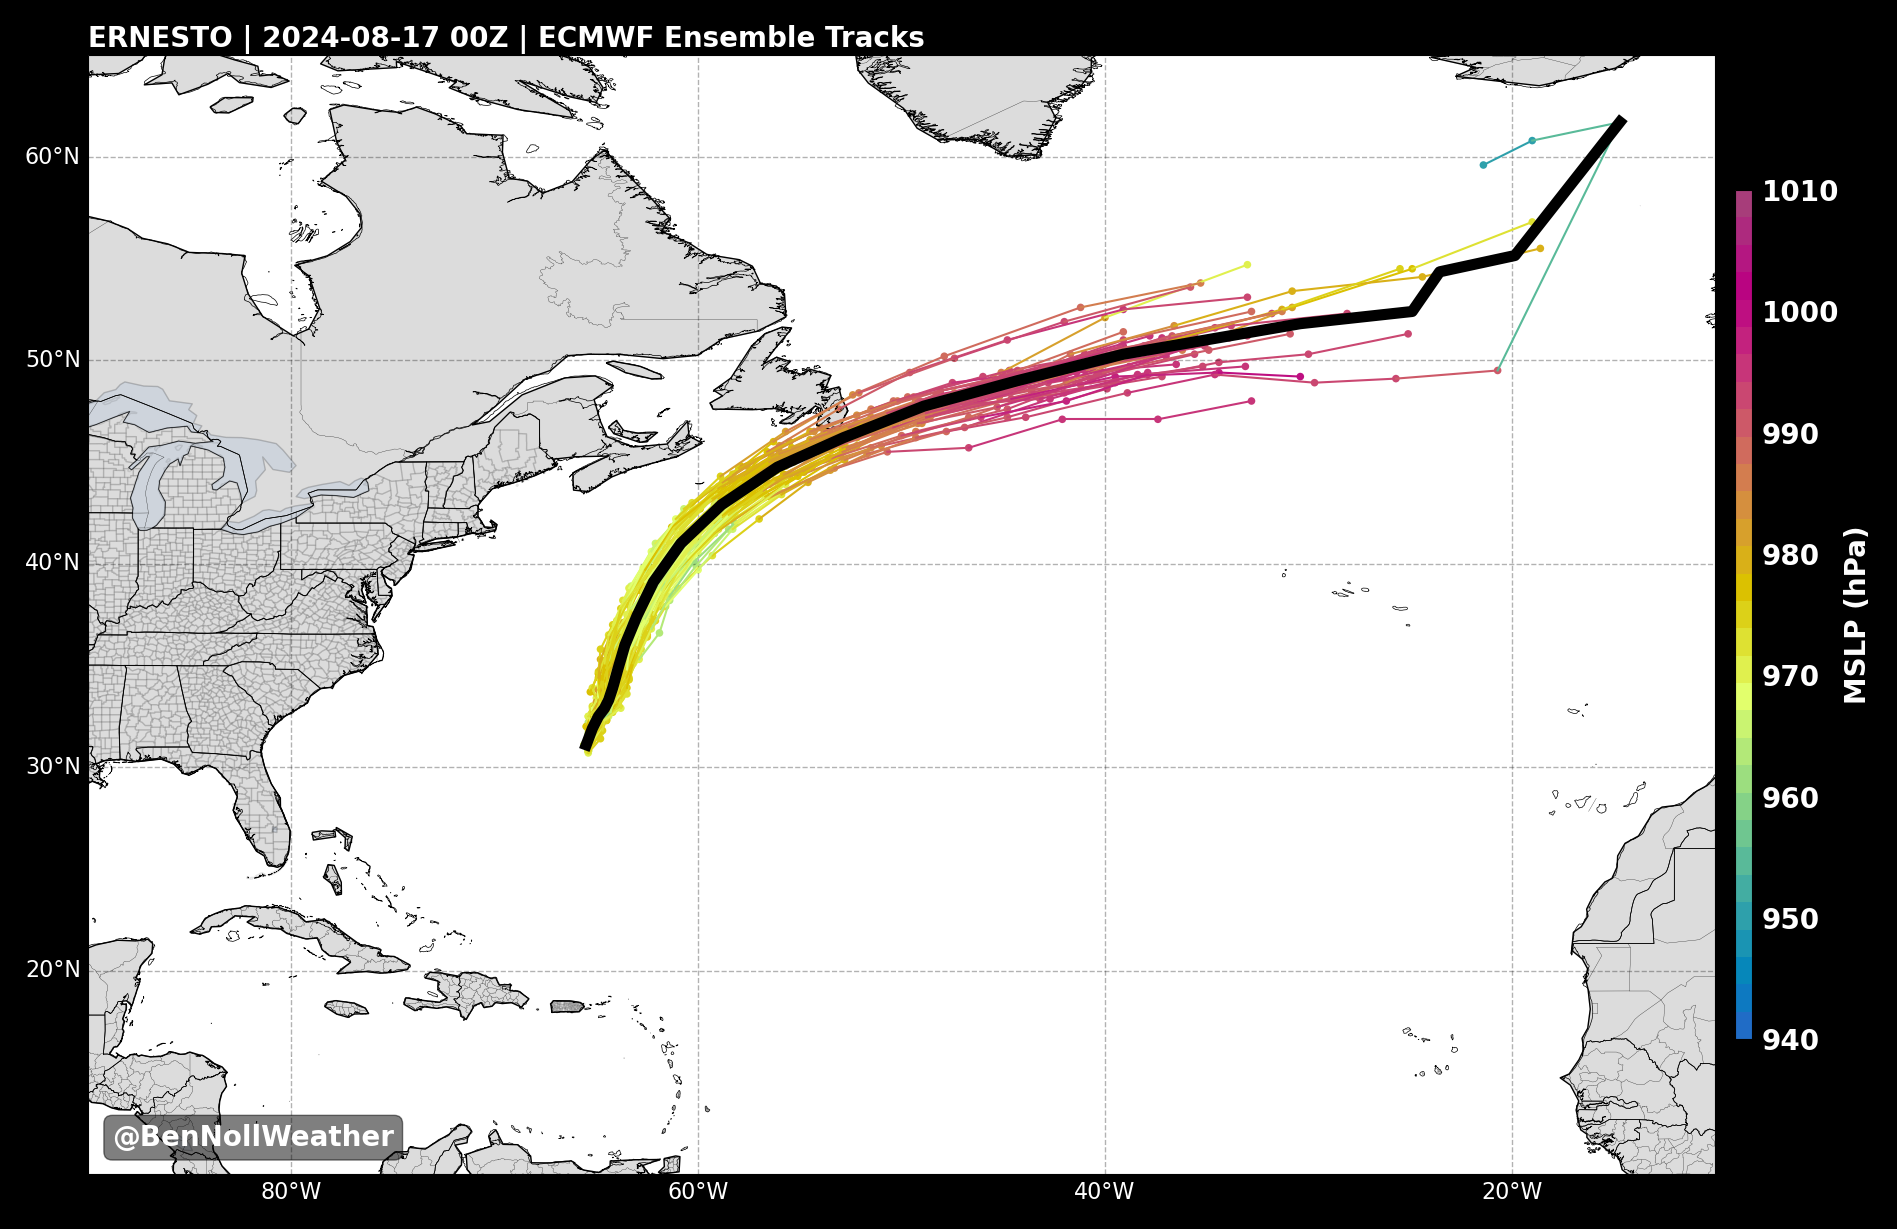 ERNESTO | 2024-08-17 00Z | ECMWF Ensemble Tracks
60°N
50°N
40°N
30°N
20°N
80°W
60°W
40°W
20°W
1010
1000
990
980
970
960
950
940
MSLP (hPa)
@BenNollWeather